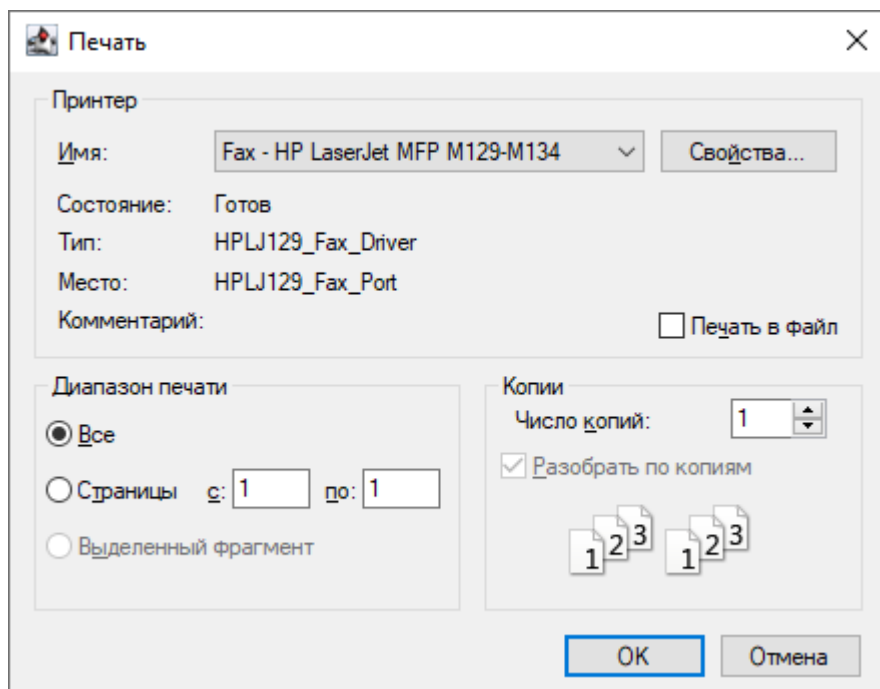 Печать
Принтер
Имя: Fax - HP LaserJet MFP M129-M134 Свойства...
Состояние: Готов
Тип: HPLJ129_Fax_Driver
Место: HPLJ129_Fax_Port
Комментарий:
Печать в файл
Диапазон печати
Все
Страницы с: 1 по: 1
Выделенный фрагмент
Копии
Число копий: 1
Разобрать по копиям
1 2 3 1 2 3
OK Отмена